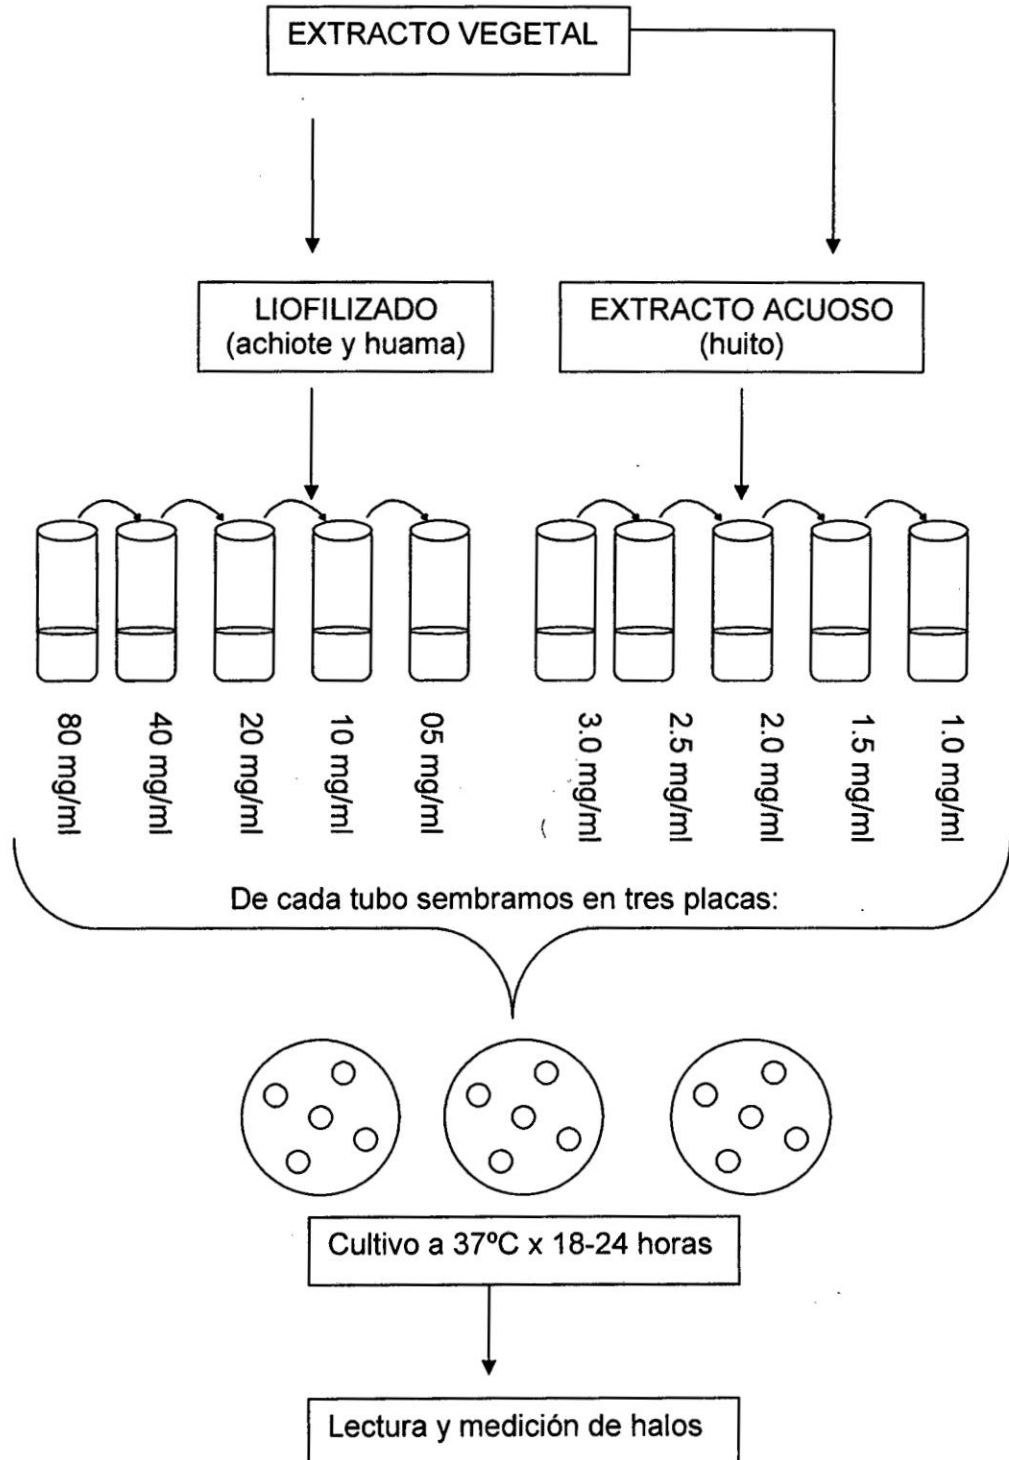 EXTRACTO VEGETAL
LIOFILIZADO
(achiote y huama)
EXTRACTO ACUOSO
(huito)
80 mg/ml
40 mg/ml
20 mg/ml
10 mg/ml
05 mg/ml
3.0 mg/ml
2.5 mg/ml
2.0 mg/ml
1.5 mg/ml
1.0 mg/ml
De cada tubo sembramos en tres placas:
Cultivo a 37ºC x 18-24 horas
Lectura y medición de halos